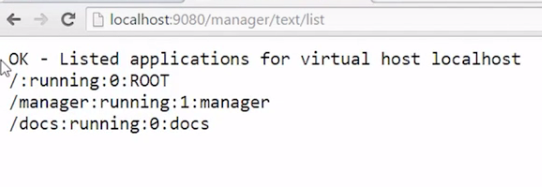 localhost:9080/manager/text/list
OK - Listed applications for virtual host localhost
/:running:0:ROOT
/manager:running:1:manager
/docs:running:0:docs